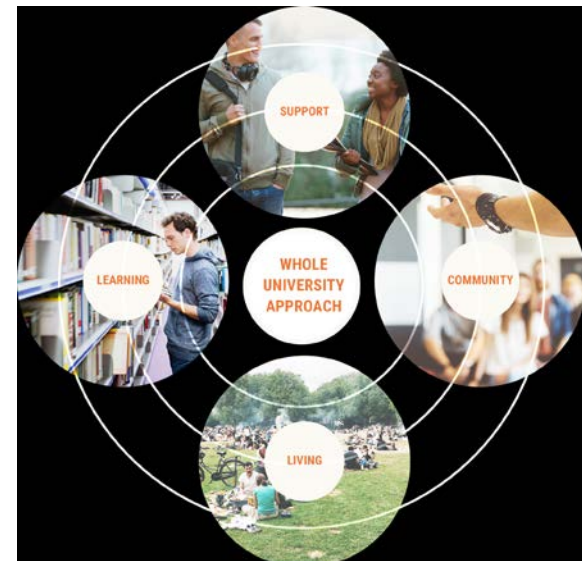 SUPPORT
LEARNING
WHOLE
UNIVERSITY
APPROACH
COMMUNITY
LIVING